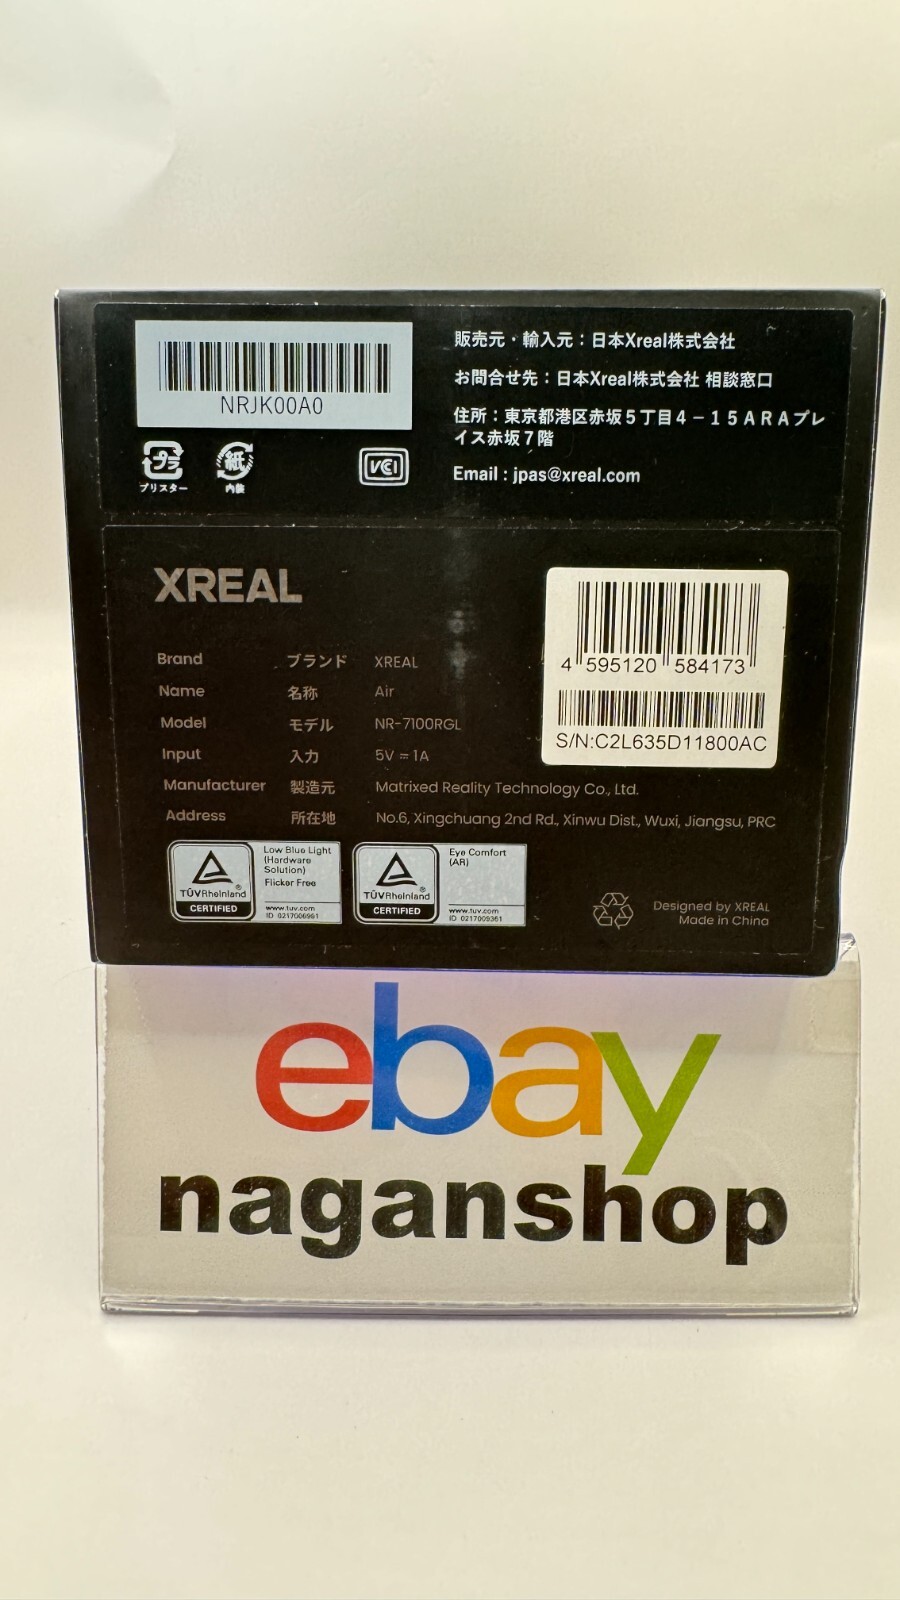 NRJK00A0
プラ
ブリスター
紙
内装
VCI
販売元・輸入元：日本Xreal株式会社
お問合せ先：日本Xreal株式会社 相談窓口
住所：東京都港区赤坂５丁目４－１５ＡＲＡプレ
イス赤坂７階
Email : jpas@xreal.com
XREAL
Brand ブランド XREAL
Name 名称 Air
Model モデル NR-7100RGL
Input 入力 5V ⎓ 1A
Manufacturer 製造元 Matrixed Reality Technology Co., Ltd.
Address 所在地 No.6, Xingchuang 2nd Rd., Xinwu Dist., Wuxi, Jiangsu, PRC
4 595120 584173
S/N:C2L635D11800AC
TÜVRheinland®
CERTIFIED
Low Blue Light
(Hardware
Solution)
Flicker Free
www.tuv.com
ID 0217006961
TÜVRheinland®
CERTIFIED
Eye Comfort
(AR)
www.tuv.com
ID 0217009361
Designed by XREAL
Made in China
ebay
naganshop